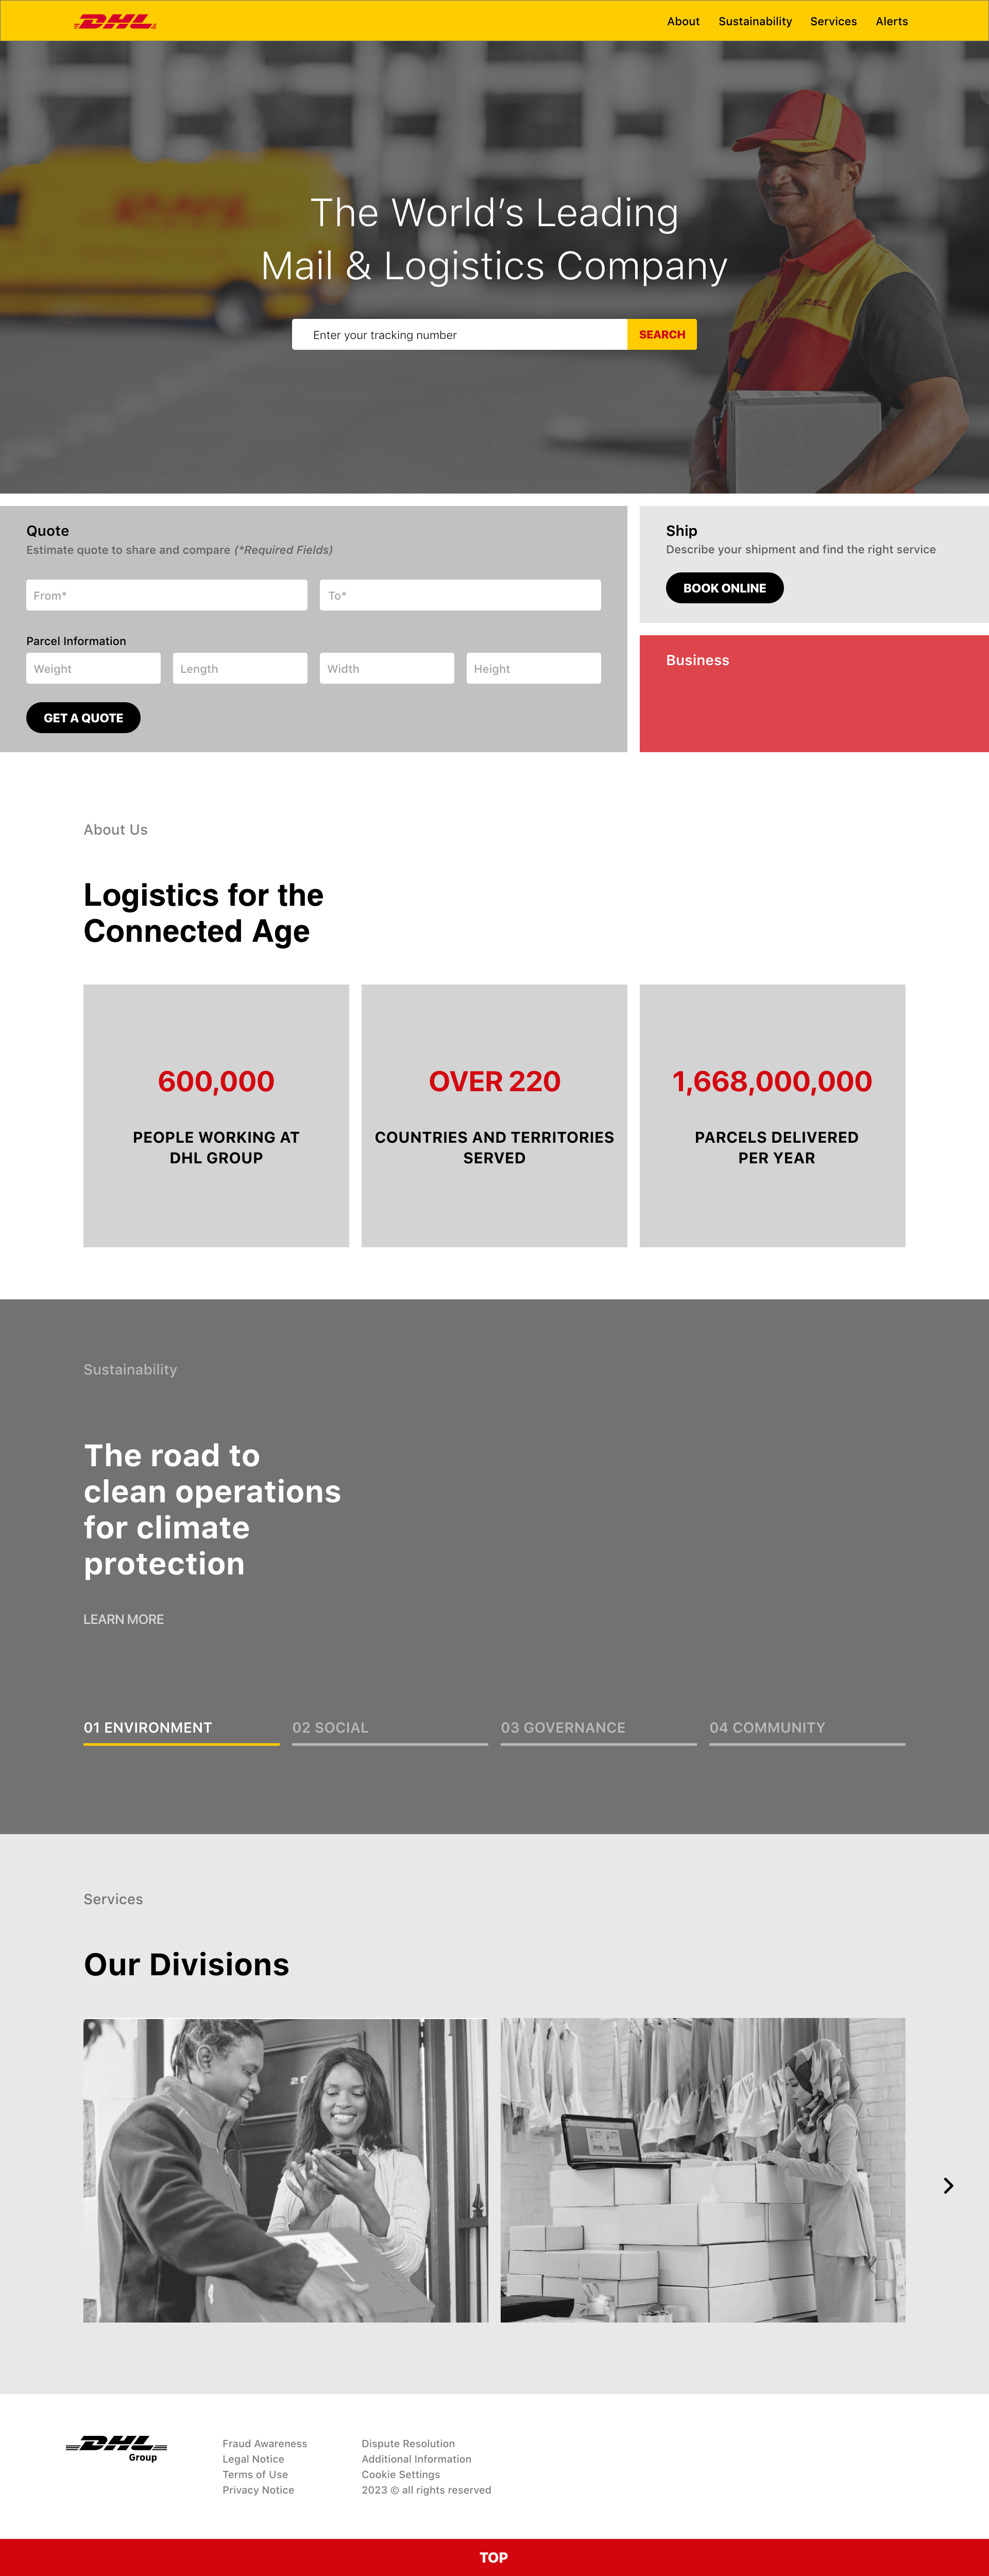 DHL
About Sustainability Services Alerts
DHL
The World's Leading
Mail & Logistics Company
Enter your tracking number SEARCH
Quote
Estimate quote to share and compare (*Required Fields)
From* To*
Parcel Information
Weight Length Width Height
GET A QUOTE
Ship
Describe your shipment and find the right service
BOOK ONLINE
Business
About Us
Logistics for the
Connected Age
600,000
PEOPLE WORKING AT
DHL GROUP
OVER 220
COUNTRIES AND TERRITORIES
SERVED
1,668,000,000
PARCELS DELIVERED
PER YEAR
Sustainability
The road to
clean operations
for climate
protection
LEARN MORE
01 ENVIRONMENT 02 SOCIAL 03 GOVERNANCE 04 COMMUNITY
Services
Our Divisions
DHL
Group
Fraud Awareness
Legal Notice
Terms of Use
Privacy Notice
Dispute Resolution
Additional Information
Cookie Settings
2023 © all rights reserved
TOP